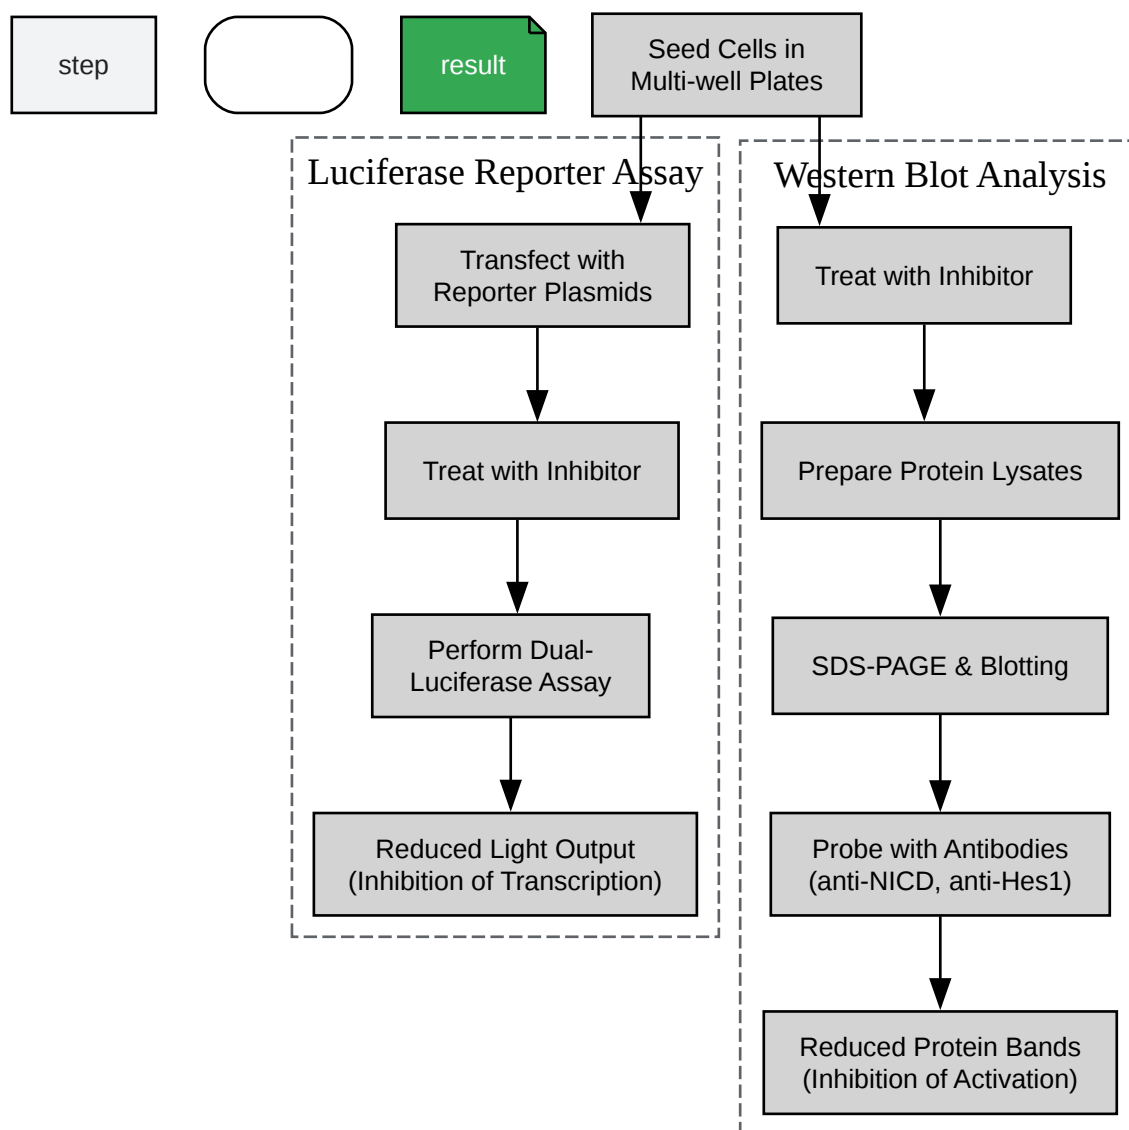 step
result
Seed Cells in
Multi-well Plates
Luciferase Reporter Assay
Transfect with
Reporter Plasmids
Treat with Inhibitor
Perform Dual-
Luciferase Assay
Reduced Light Output
(Inhibition of Transcription)
Western Blot Analysis
Treat with Inhibitor
Prepare Protein Lysates
SDS-PAGE & Blotting
Probe with Antibodies
(anti-NICD, anti-Hes1)
Reduced Protein Bands
(Inhibition of Activation)